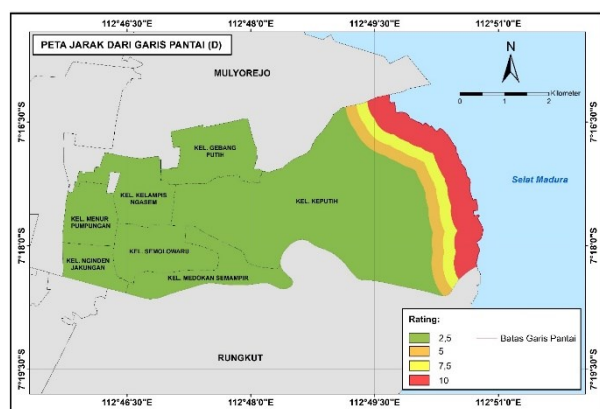 112°46'30"E
112°48'0"E
112°49'30"E
112°51'0"E
PETA JARAK DARI GARIS PANTAI (D)
MULYOREJO
N
0
1
2
Kilometer
7°16'30"S
7°16'30"S
KEL. GEBANG
PUTIH
Selat Madura
KEL. KELAMPIS
NGASEM
KEL. KEPUTIH
KEL. MENUR
PUMPUNGAN
7°18'0"S
7°18'0"S
KEL. SEMOLOWARU
KEL. NGINDEN
JAKUNGAN
KEL. MEDOKAN SEMAMPIR
Rating:
2,5
Batas Garis Pantai
5
7,5
10
RUNGKUT
7°19'30"S
7°19'30"S
112°46'30"E
112°48'0"E
112°49'30"E
112°51'0"E